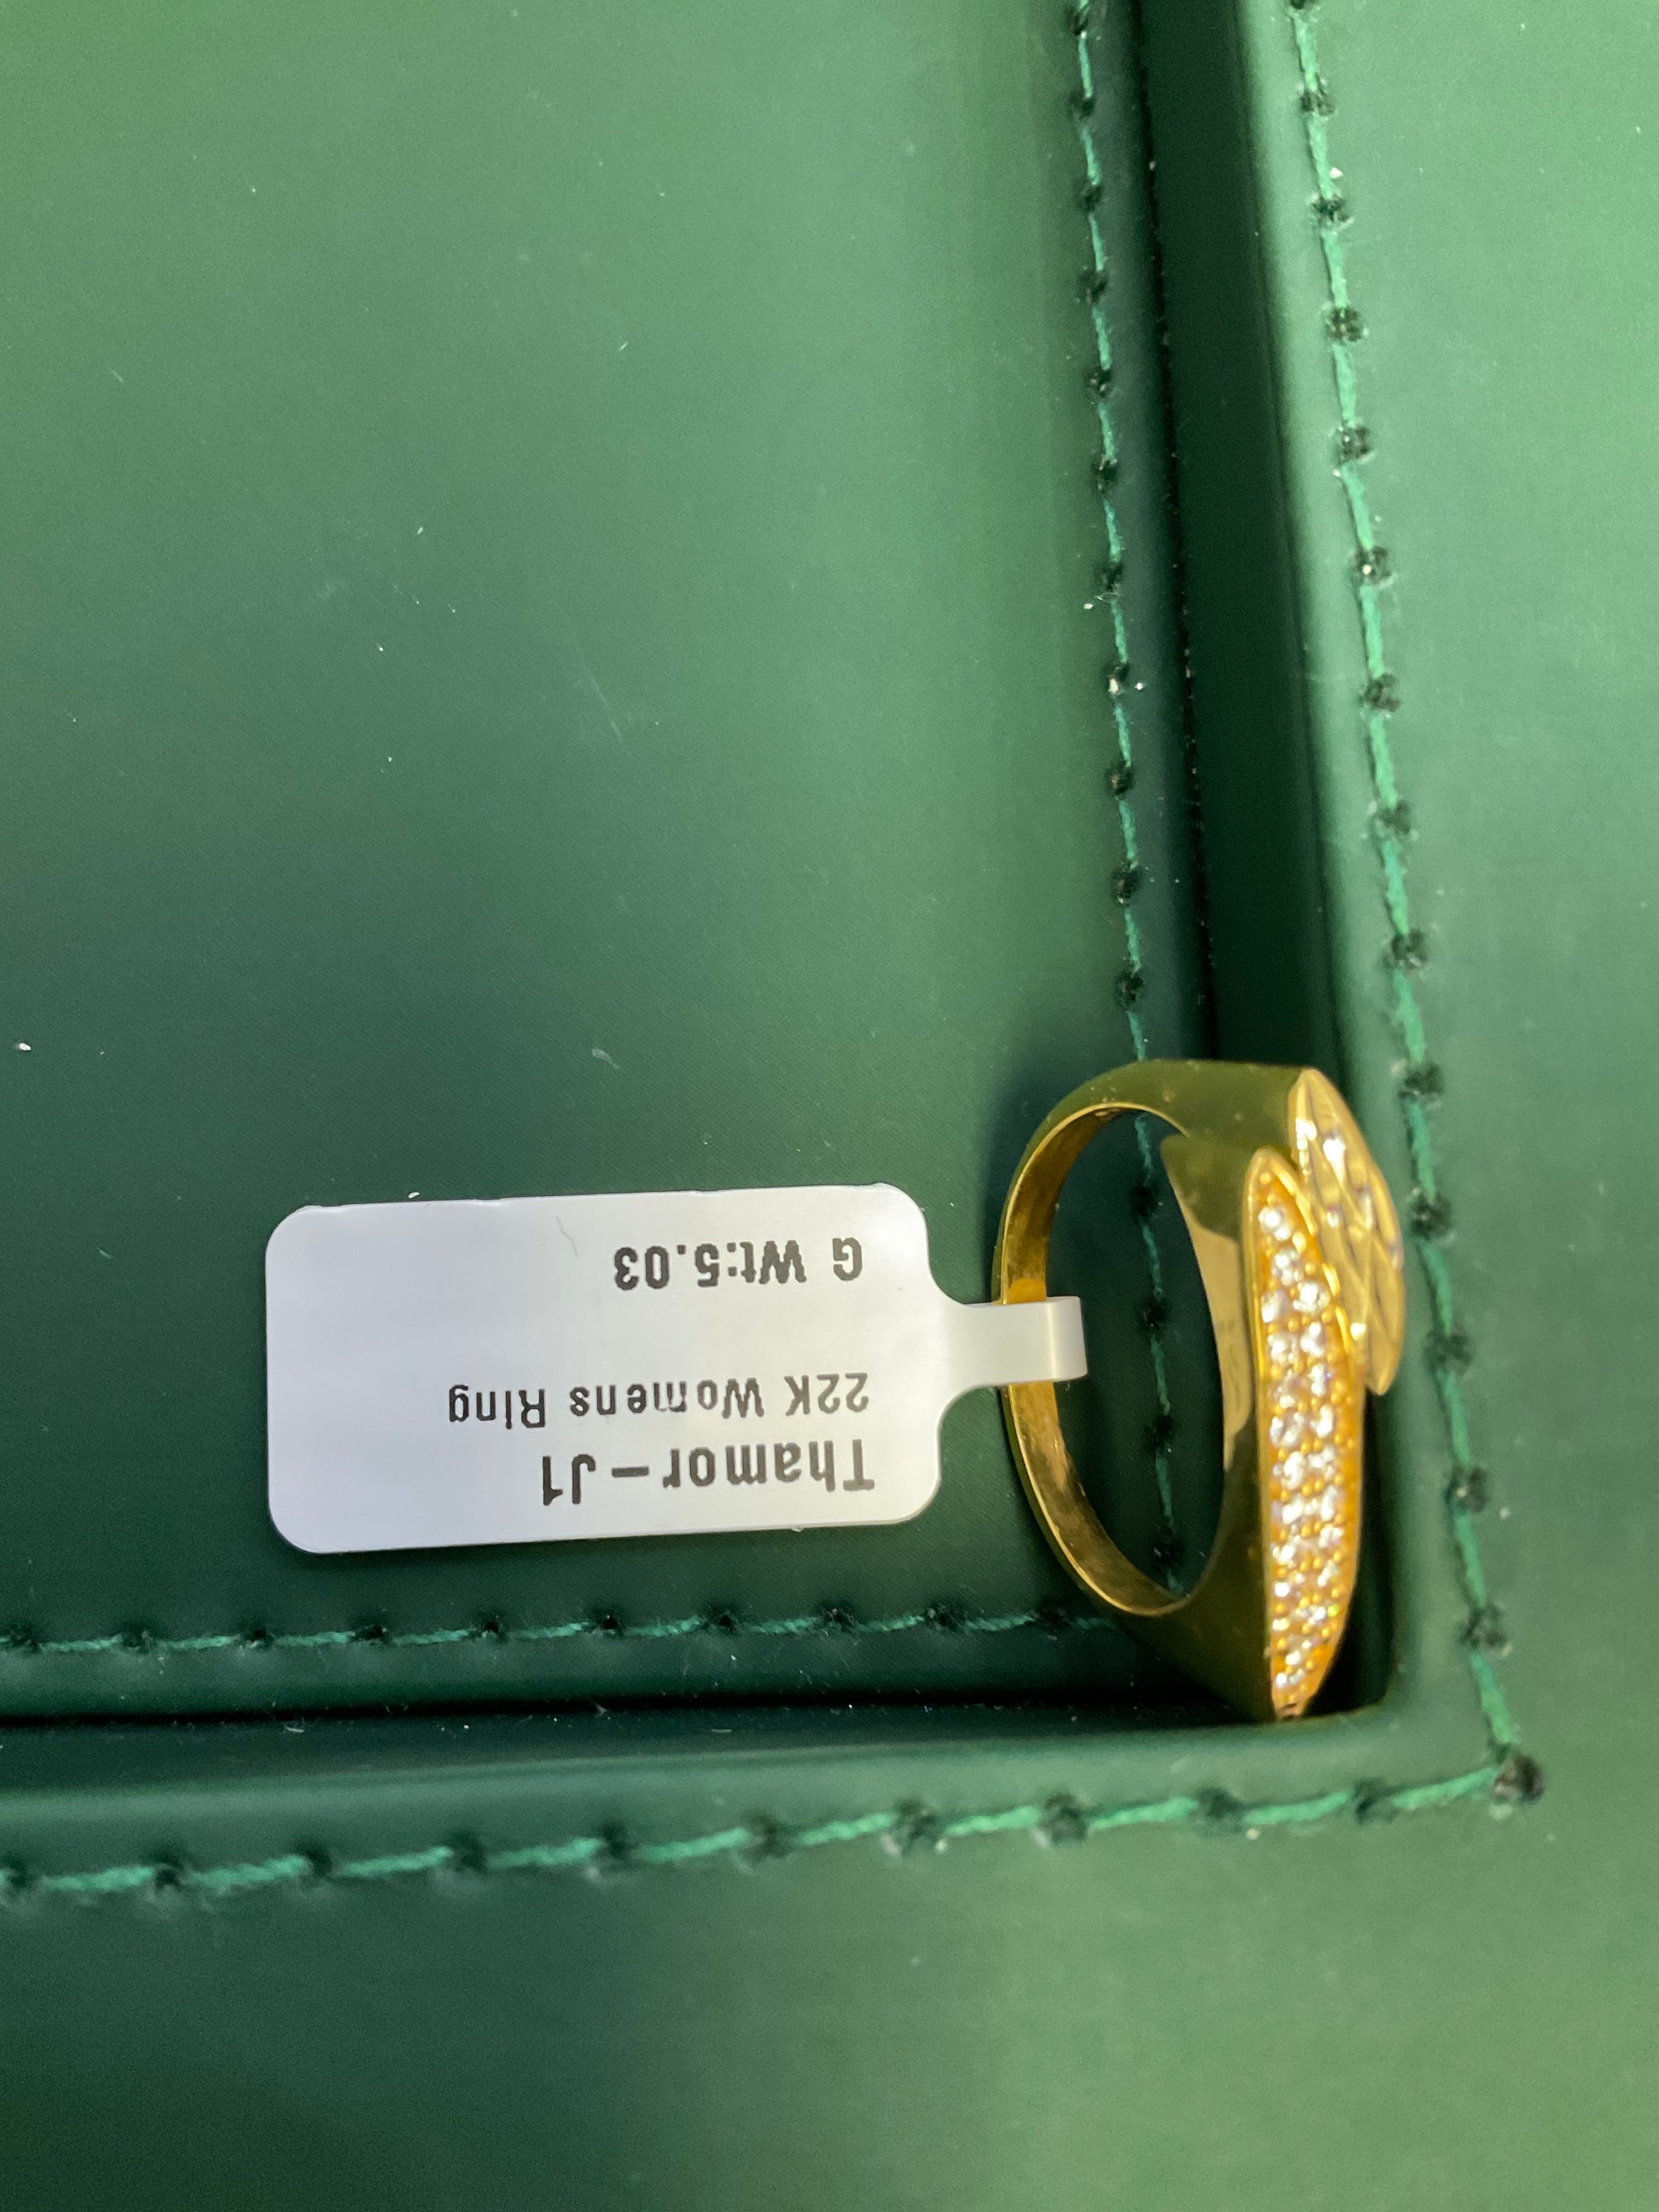 Thamor-J1
22K Womens Ring
G Wt:5.03